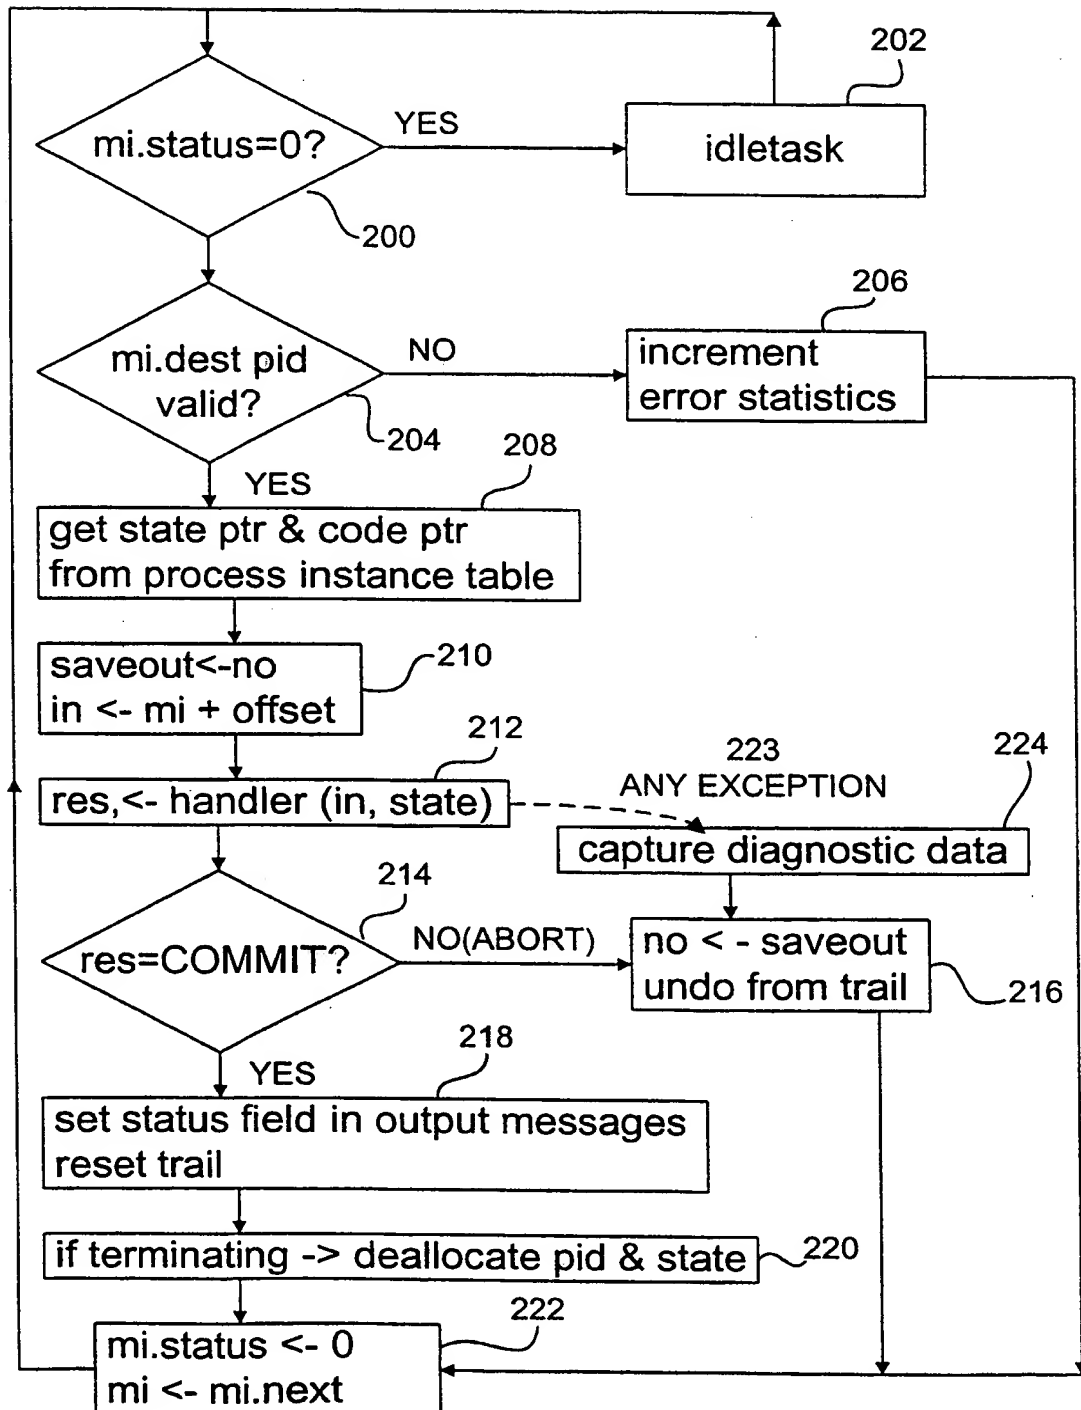 202
mi.status=0?
YES
idletask
200
206
mi.dest pid
valid?
NO
increment
error statistics
204
208
YES
get state ptr & code ptr
from process instance table
saveout<-no
in <- mi + offset
210
212
223
ANY EXCEPTION
224
res,<- handler (in, state)
capture diagnostic data
214
res=COMMIT?
NO(ABORT)
no < - saveout
undo from trail
216
218
YES
set status field in output messages
reset trail
if terminating -> deallocate pid & state
220
222
mi.status <- 0
mi <- mi.next